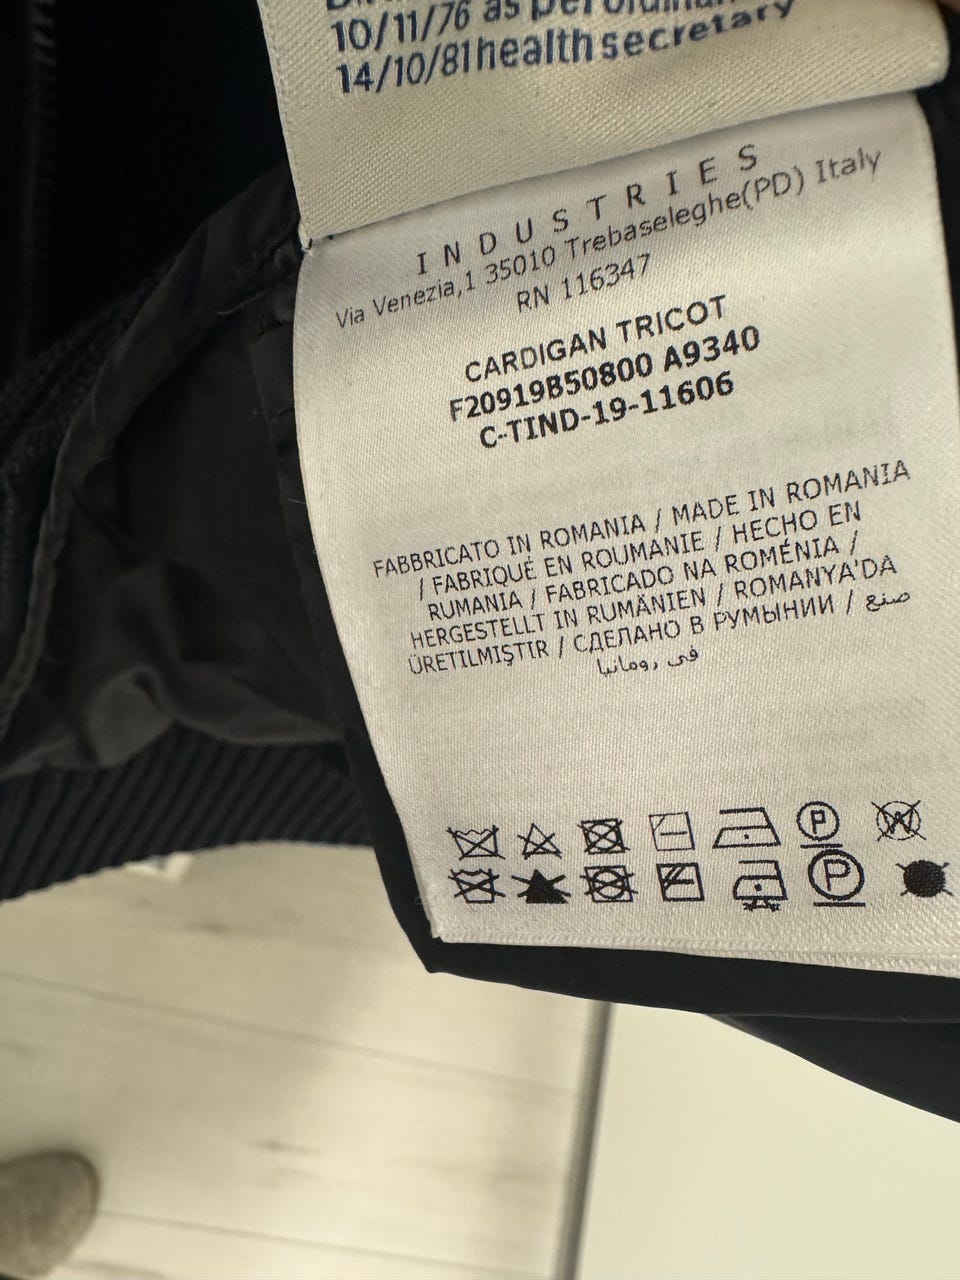 10/11/76 as per
14/10/81 health secretary
INDUSTRIES
Via Venezia,1 35010 Trebaseleghe(PD) Italy
RN 116347
CARDIGAN TRICOT
F20919B50800 A9340
C-TIND-19-11606
FABBRICATO IN ROMANIA / MADE IN ROMANIA
/ FABRIQUÉ EN ROUMANIE / HECHO EN
RUMANIA / FABRICADO NA ROMÉNIA /
HERGESTELLT IN RUMÄNIEN / ROMANYA'DA
ÜRETILMIŞTIR / СДЕЛАНО В РУМЫНИИ / صنع
في رومانيا
P W
P